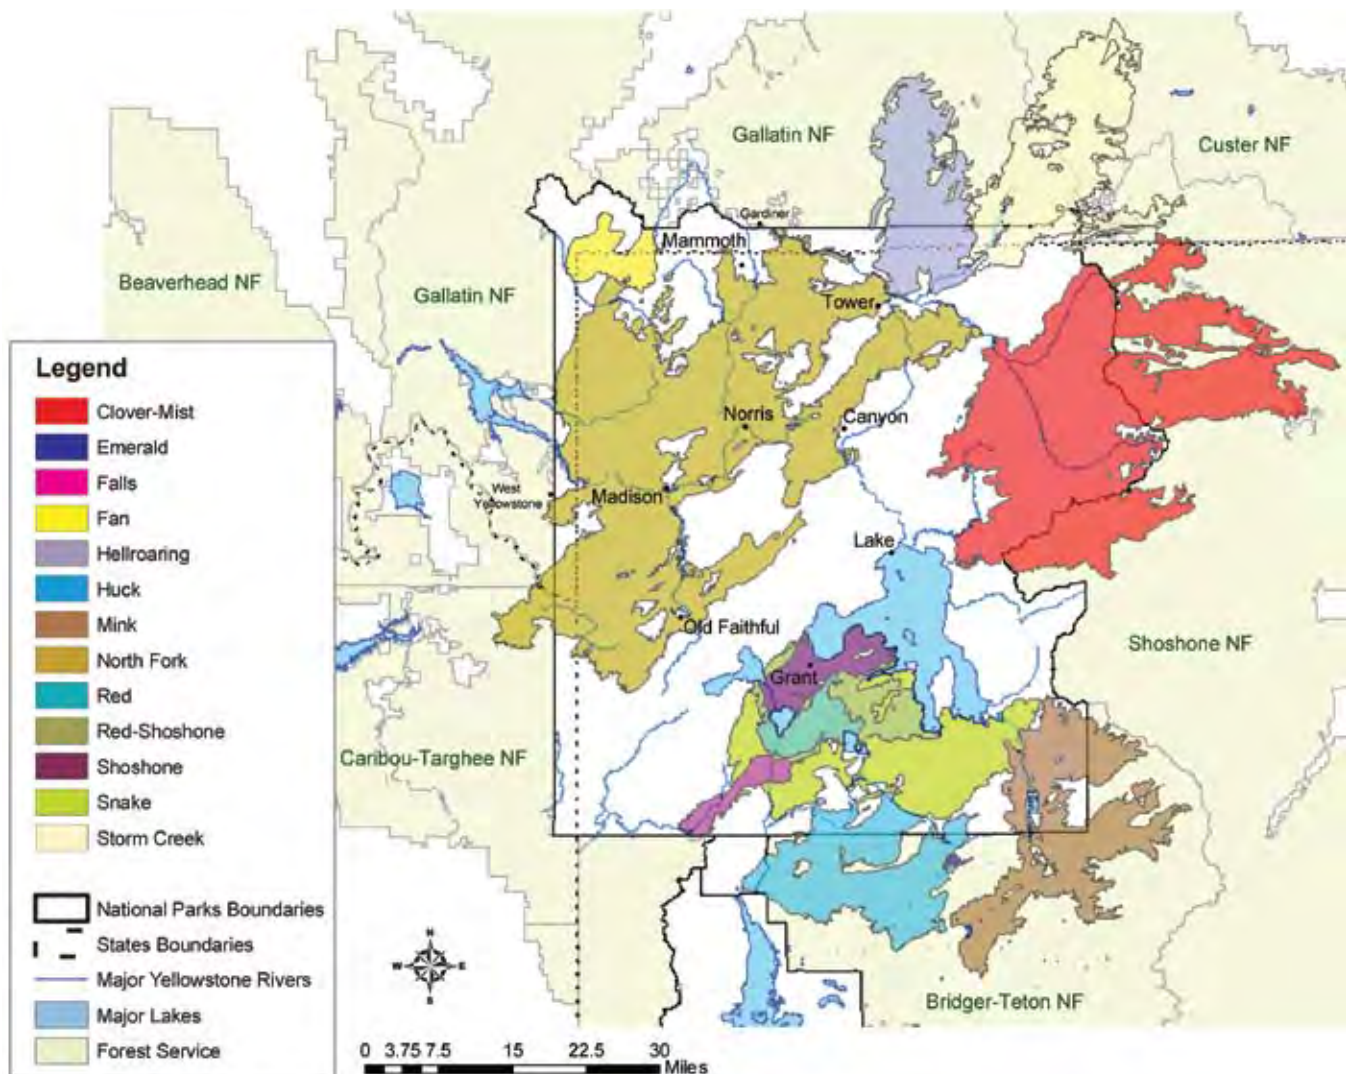 Gallatin NF
Custer NF
Gardiner
Mammoth
Beaverhead NF
Gallatin NF
Tower
Legend
Clover-Mist
Emerald
Falls
Fan
Hellroaring
Huck
Mink
North Fork
Red
Red-Shoshone
Shoshone
Snake
Storm Creek
National Parks Boundaries
States Boundaries
Major Yellowstone Rivers
Major Lakes
Forest Service
Norris
Canyon
West
Yellowstone
Madison
Lake
Old Faithful
Shoshone NF
Grant
Caribou-Targhee NF
N
W E
S
Bridger-Teton NF
0 3.75 7.5 15 22.5 30
Miles